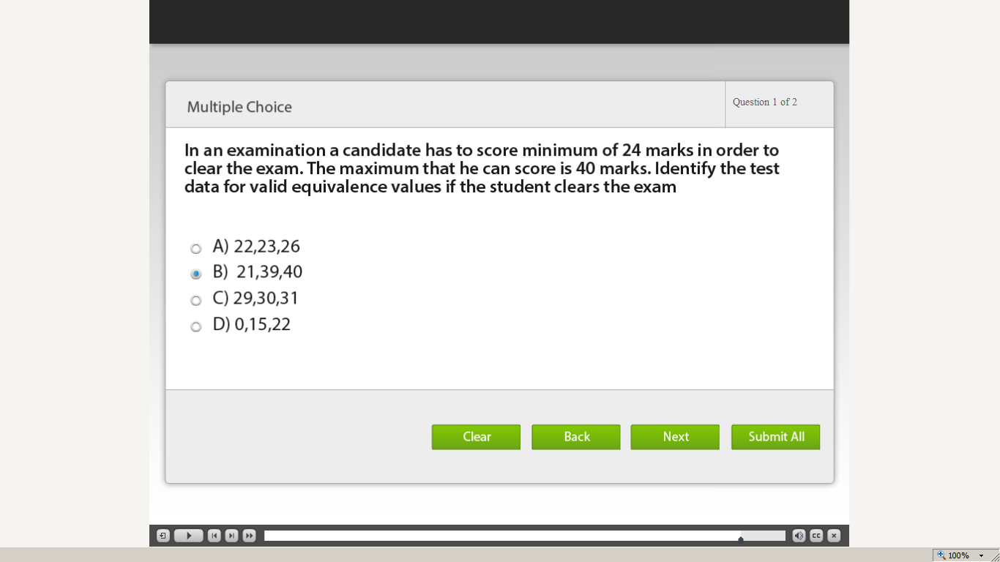 Multiple Choice
Question 1 of 2
In an examination a candidate has to score minimum of 24 marks in order to
clear the exam. The maximum that he can score is 40 marks. Identify the test
data for valid equivalence values if the student clears the exam
A) 22,23,26
B) 21,39,40
C) 29,30,31
D) 0,15,22
Clear Back Next Submit All
CC
100%